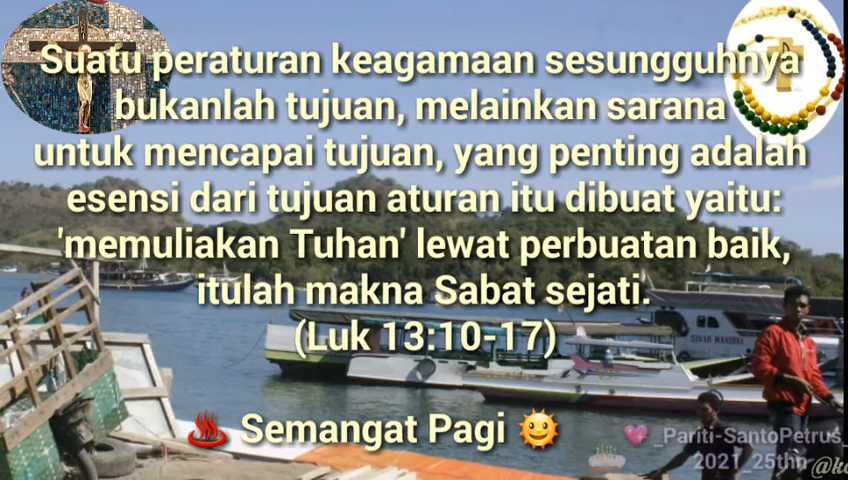 Suatu peraturan keagamaan sesungguhnya
bukanlah tujuan, melainkan sarana
untuk mencapai tujuan, yang penting adalah
esensi dari tujuan aturan itu dibuat yaitu:
'memuliakan Tuhan' lewat perbuatan baik,
itulah makna Sabat sejati.
(Luk 13:10-17)
SINAR MANDIRI
Semangat Pagi
_Pariti-SantoPetrus_
2021_25thn